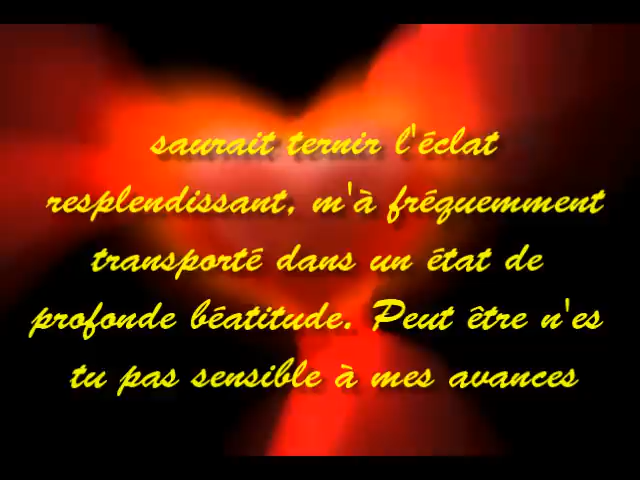 saurait ternir l'éclat
resplendissant, m'à fréquemment
transporté dans un état de
profonde béatitude. Peut être n'es
tu pas sensible à mes avances